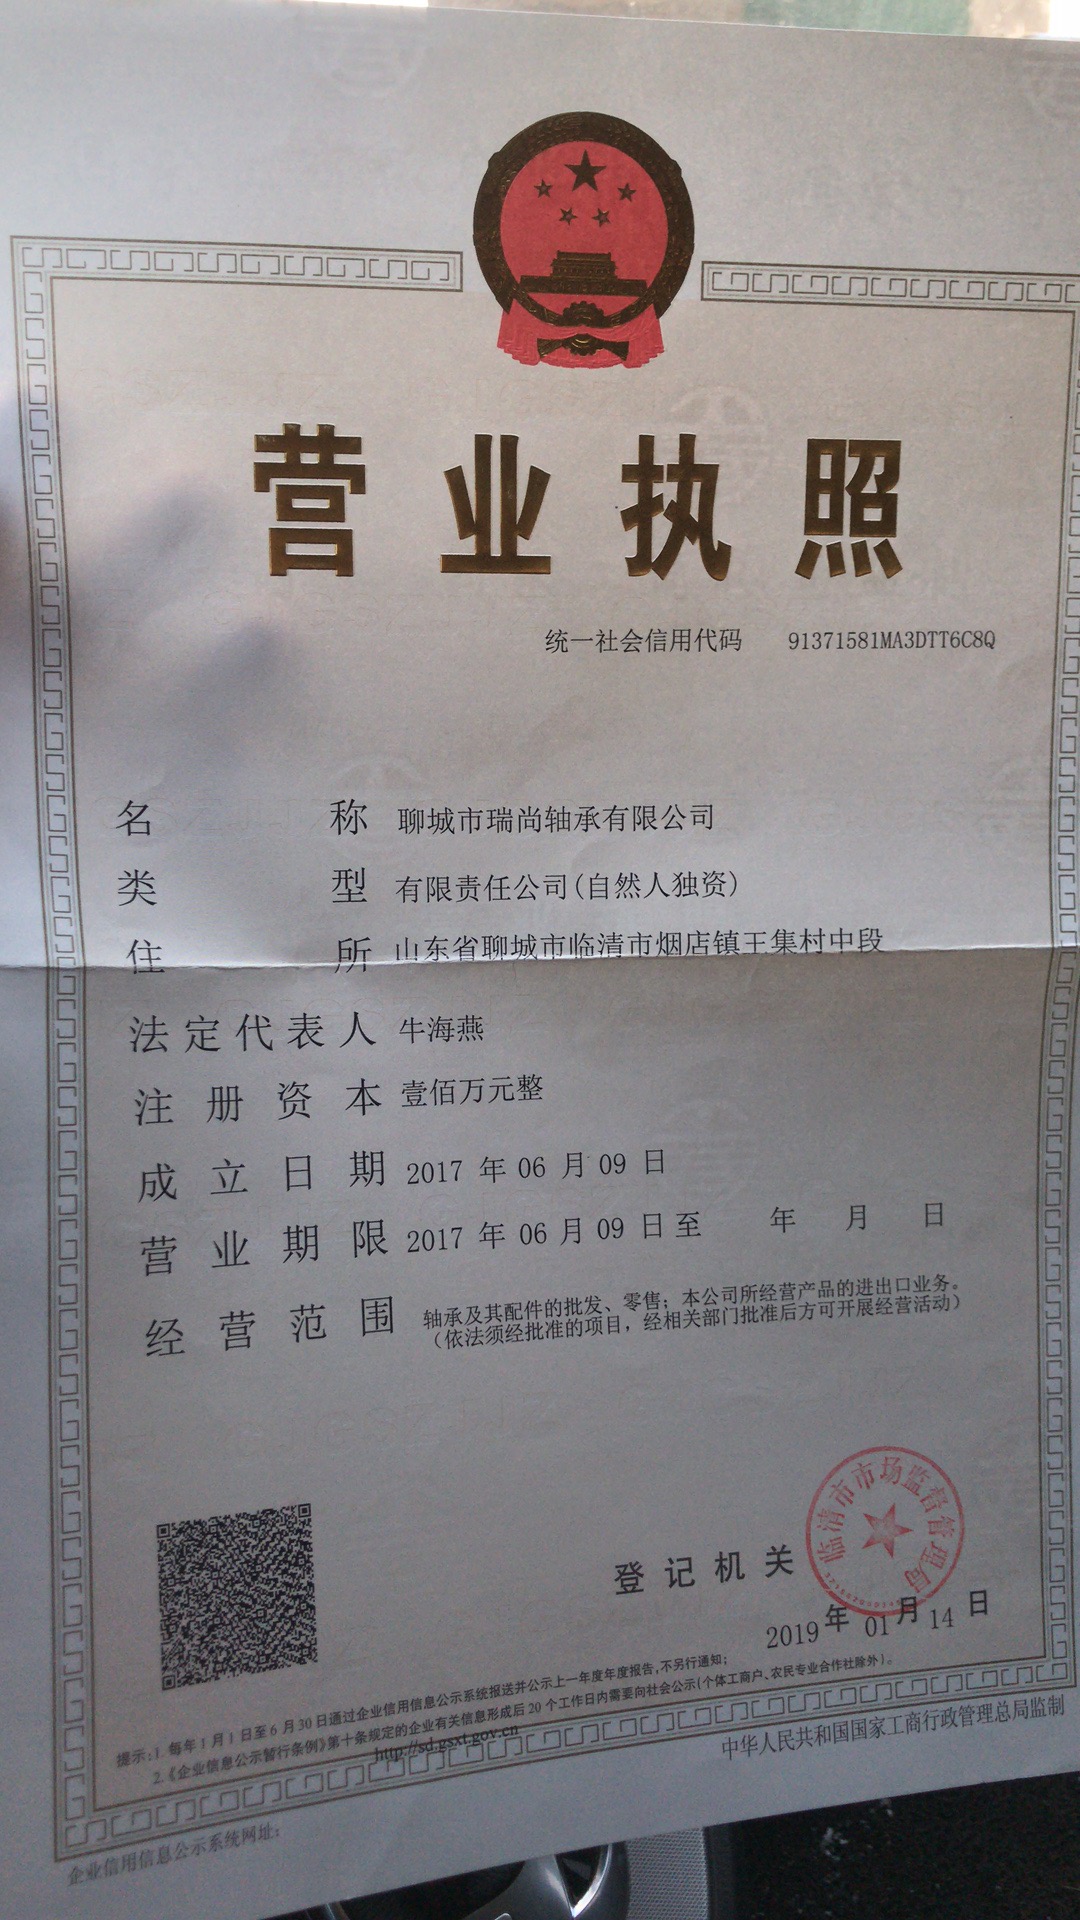 营业执照
统一社会信用代码 91371581MA3DTT6C8Q
名称 聊城市瑞尚轴承有限公司
类型 有限责任公司(自然人独资)
住所 山东省聊城市临清市烟店镇王集村中段
法定代表人 牛海燕
注册资本 壹佰万元整
成立日期 2017 年 06 月 09 日
营业期限 2017 年 06 月 09 日 至 年 月 日
经营范围 轴承及其配件的批发、零售；本公司所经营产品的进出口业务。
（依法须经批准的项目，经相关部门批准后方可开展经营活动）
临清市市场监督管理局
登记机关
2019 年 01 月 14 日
提示：1. 每年1月1日至6月30日通过企业信用信息公示系统报送并公示上一年度年度报告，不另行通知；
2.《企业信息公示暂行条例》第十条规定的企业有关信息形成后20个工作日内需要向社会公示（个体工商户、农民专业合作社除外）。
http://sd.gsxt.gov.cn
企业信用信息公示系统网址：
中华人民共和国国家工商行政管理总局监制